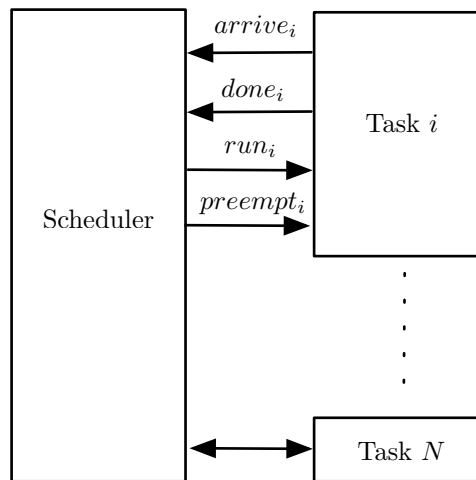 arrive_i
done_i
Task i
run_i
preempt_i
Scheduler
Task N